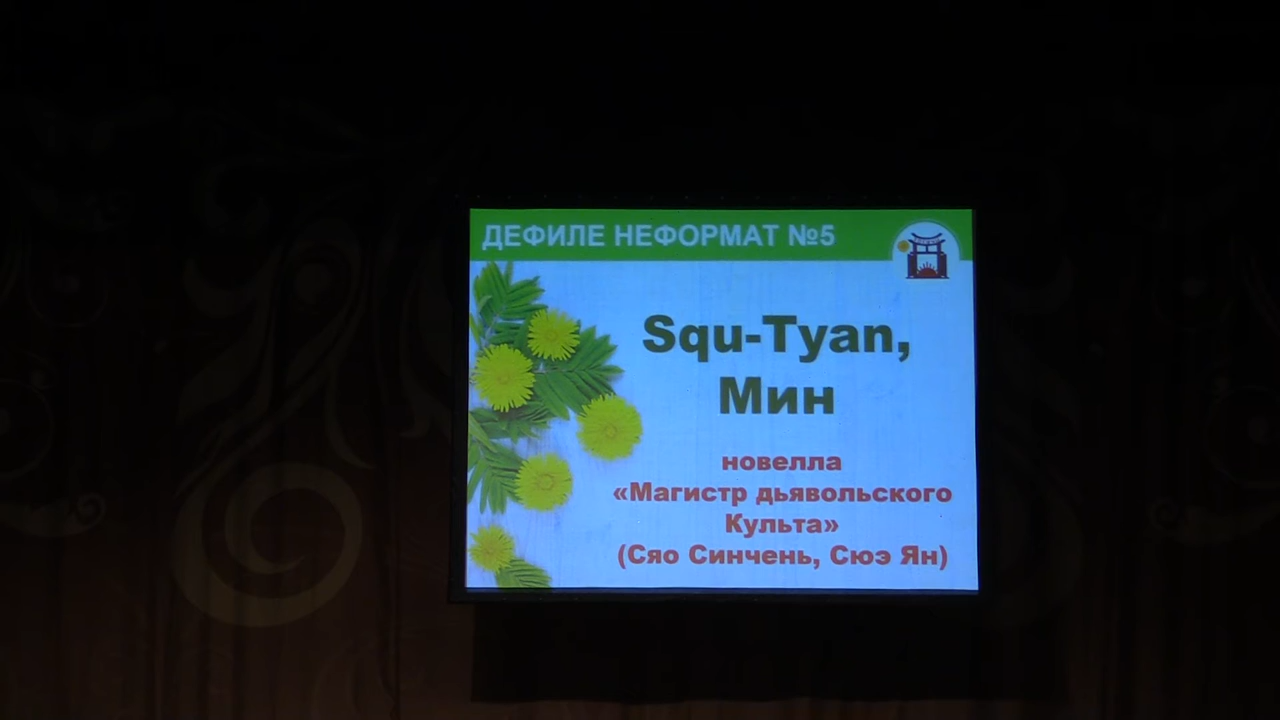 ДЕФИЛЕ НЕФОРМАТ №5
Squ-Tyan,
Мин
новелла
«Магистр дьявольского
Культа»
(Сяо Синчень, Сюэ Ян)